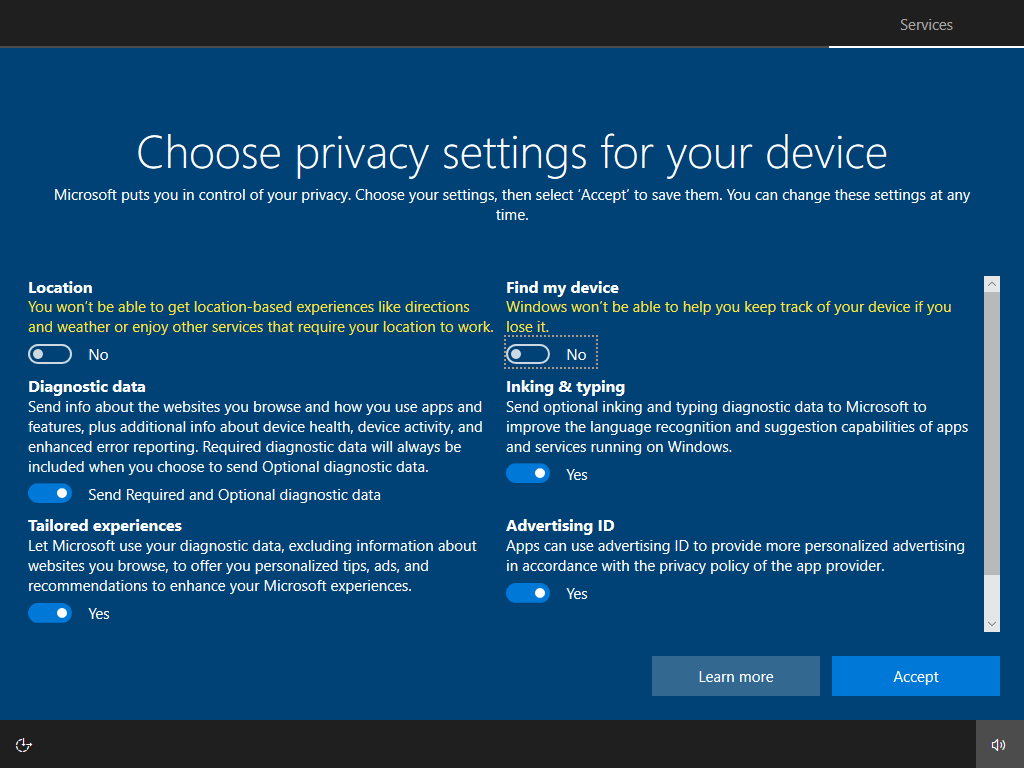 Services
Choose privacy settings for your device
Microsoft puts you in control of your privacy. Choose your settings, then select ‘Accept’ to save them. You can change these settings at any
time.
Location
You won’t be able to get location-based experiences like directions
and weather or enjoy other services that require your location to work.
No
Find my device
Windows won’t be able to help you keep track of your device if you
lose it.
No
Diagnostic data
Send info about the websites you browse and how you use apps and
features, plus additional info about device health, device activity, and
enhanced error reporting. Required diagnostic data will always be
included when you choose to send Optional diagnostic data.
Send Required and Optional diagnostic data
Inking & typing
Send optional inking and typing diagnostic data to Microsoft to
improve the language recognition and suggestion capabilities of apps
and services running on Windows.
Yes
Tailored experiences
Let Microsoft use your diagnostic data, excluding information about
websites you browse, to offer you personalized tips, ads, and
recommendations to enhance your Microsoft experiences.
Yes
Advertising ID
Apps can use advertising ID to provide more personalized advertising
in accordance with the privacy policy of the app provider.
Yes
Learn more
Accept